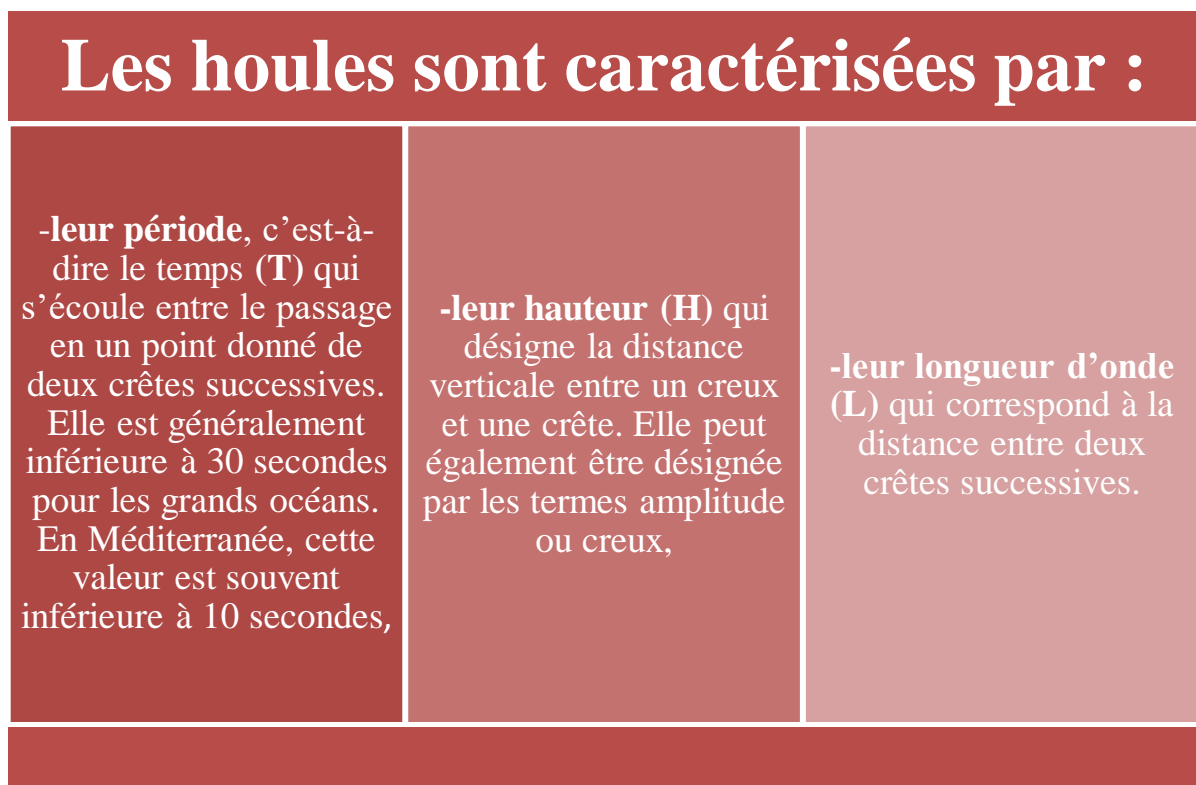 Les houles sont caractérisées par :
-leur période, c’est-à-
dire le temps (T) qui
s’écoule entre le passage
en un point donné de
deux crêtes successives.
Elle est généralement
inférieure à 30 secondes
pour les grands océans.
En Méditerranée, cette
valeur est souvent
inférieure à 10 secondes,
-leur hauteur (H) qui
désigne la distance
verticale entre un creux
et une crête. Elle peut
également être désignée
par les termes amplitude
ou creux,
-leur longueur d’onde
(L) qui correspond à la
distance entre deux
crêtes successives.